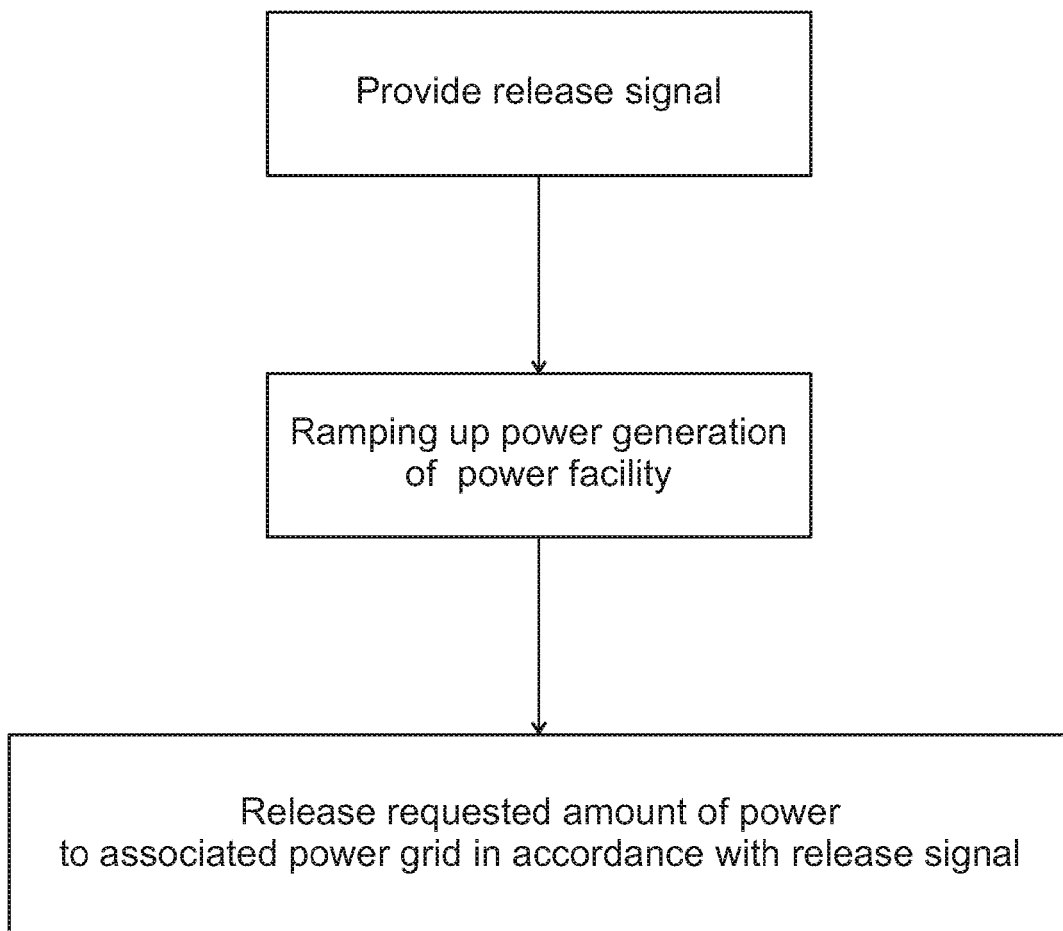 Provide release signal
Ramping up power generation
of power facility
Release requested amount of power
to associated power grid in accordance with release signal